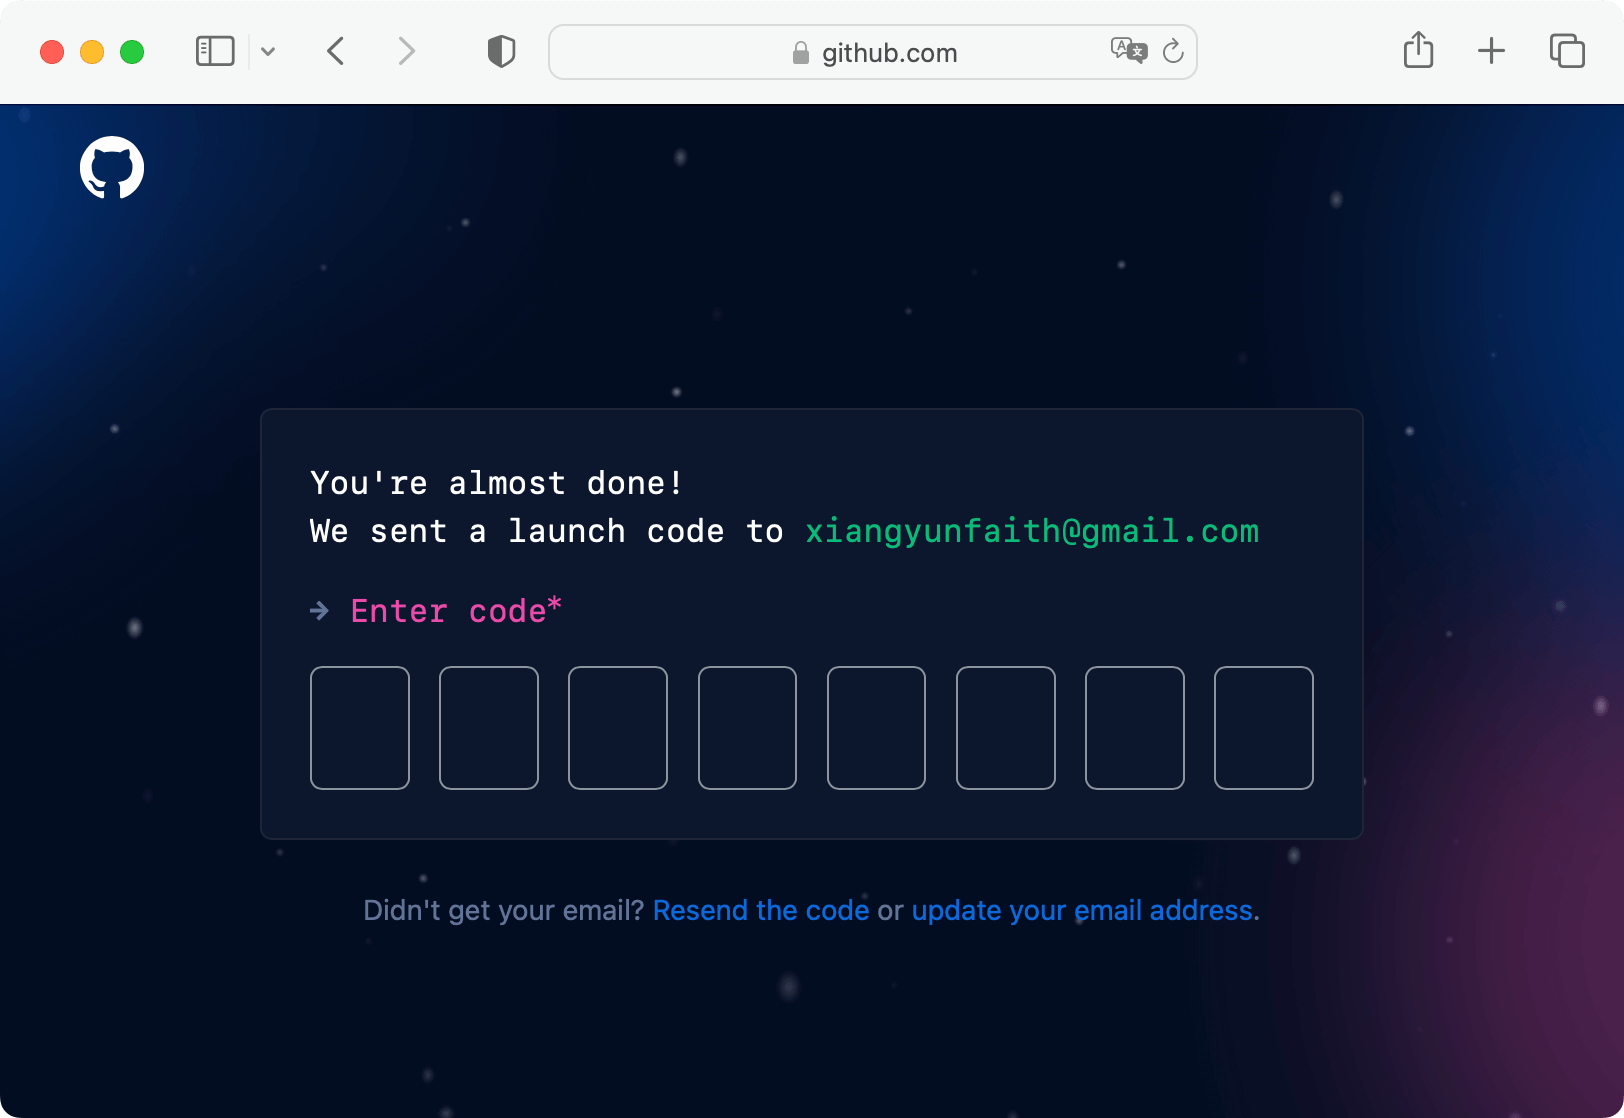 github.com
You're almost done!
We sent a launch code to xiangyunfaith@gmail.com
→ Enter code*
Didn't get your email? Resend the code or update your email address.